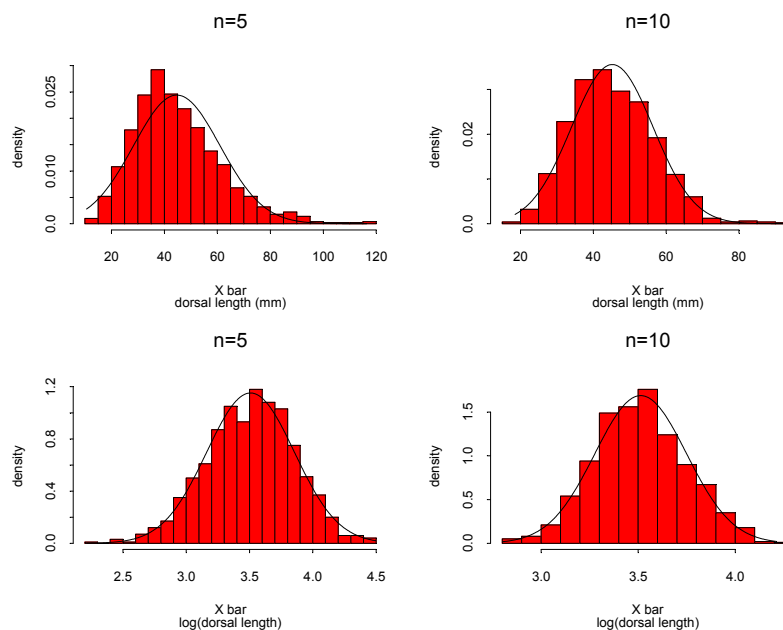 n=5
density
0.0 0.010 0.025
20 40 60 80 100 120
X bar
dorsal length (mm)
n=10
density
0.0 0.02
20 40 60 80
X bar
dorsal length (mm)
n=5
density
0.0 0.4 0.8 1.2
2.5 3.0 3.5 4.0 4.5
X bar
log(dorsal length)
n=10
density
0.0 0.5 1.0 1.5
3.0 3.5 4.0
X bar
log(dorsal length)